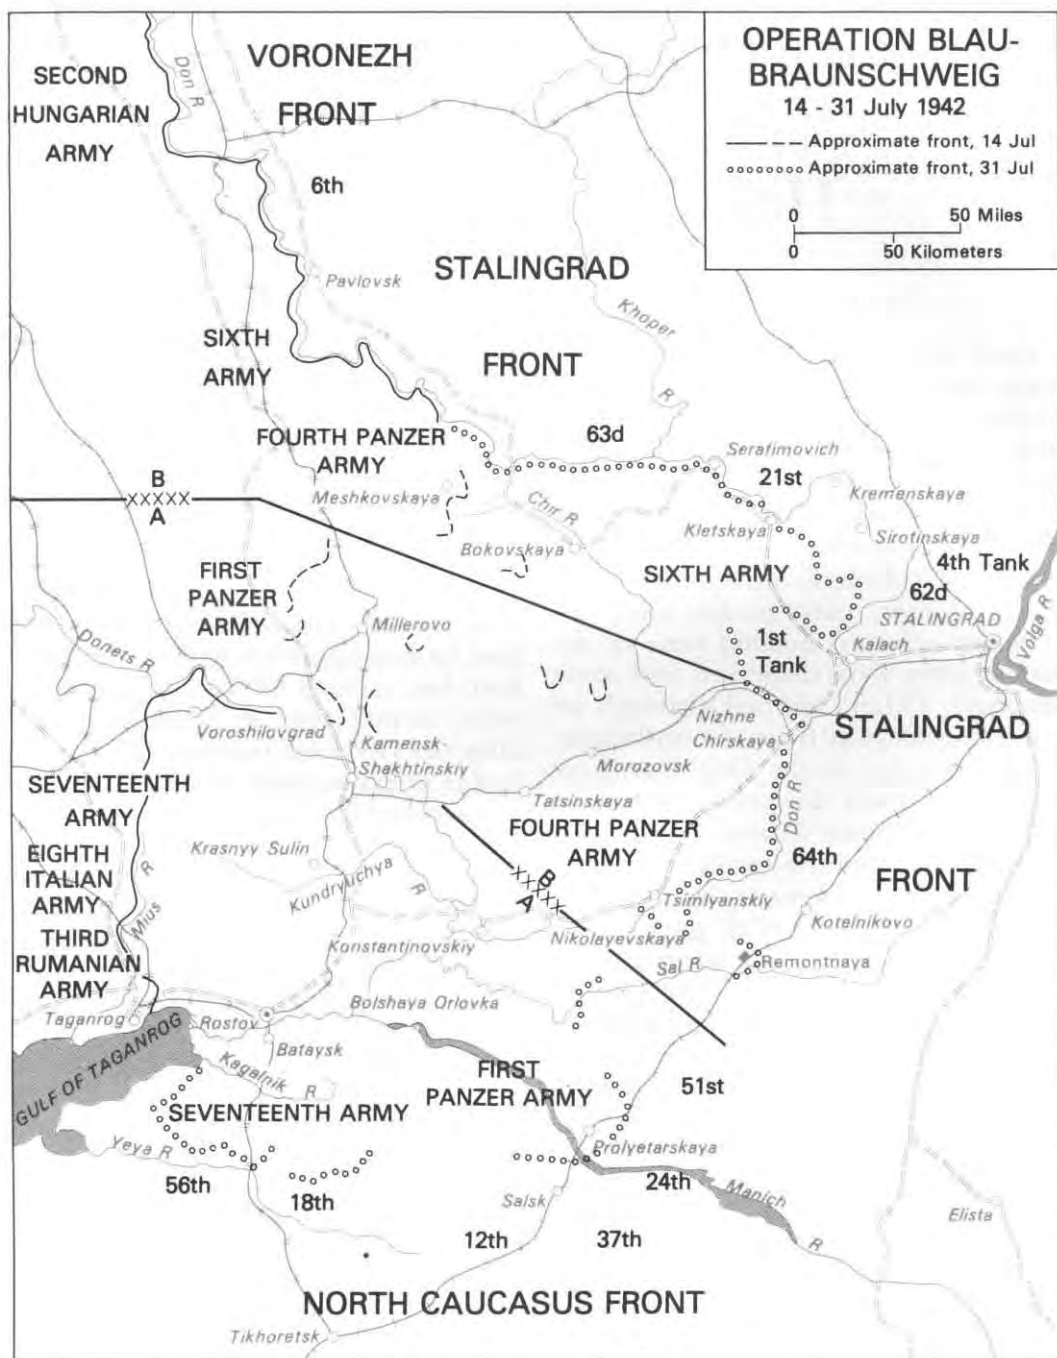 OPERATION BLAU-
BRAUNSCHWEIG
14 - 31 July 1942
Approximate front, 14 Jul
Approximate front, 31 Jul
0 50 Miles
0 50 Kilometers
SECOND
HUNGARIAN
ARMY
Don R
VORONEZH
FRONT
6th
Pavlovsk
STALINGRAD
FRONT
Khoper
R
SIXTH
ARMY
FOURTH PANZER
ARMY
63d
Serafimovich
21st
Kremenskaya
Meshkovskaya
Chir R
Kletskaya
Sirotinskaya
Bokovskaya
B
XXXXX
A
SIXTH ARMY
4th Tank
62d
FIRST
PANZER
ARMY
STALINGRAD
Volga R
Millerovo
1st
Tank
Kalach
Donets R
Voroshilovgrad
Nizhne
Chirskaya
STALINGRAD
Kamensk-
Shakhtinskiy
Morozovsk
SEVENTEENTH
ARMY
Tatsinskaya
Don R
FOURTH PANZER
ARMY
Krasnyy Sulin
EIGHTH
ITALIAN
ARMY
R
Mius
Kundryuchya
R
B
XXXXX
A
64th
FRONT
Tsimlyanskiy
Kotelnikovo
THIRD
RUMANIAN
ARMY
Konstantinovskiy
Nikolayevskaya
Sal R
Remontnaya
Taganrog
Rostov
Bolshaya Orlovka
GULF OF TAGANROG
Bataysk
Kagalnik
R
FIRST
PANZER ARMY
51st
SEVENTEENTH ARMY
Yeya R
Prolyetarskaya
56th
18th
24th
Manich
R
Salsk
Elista
12th
37th
NORTH CAUCASUS FRONT
Tikhoretsk